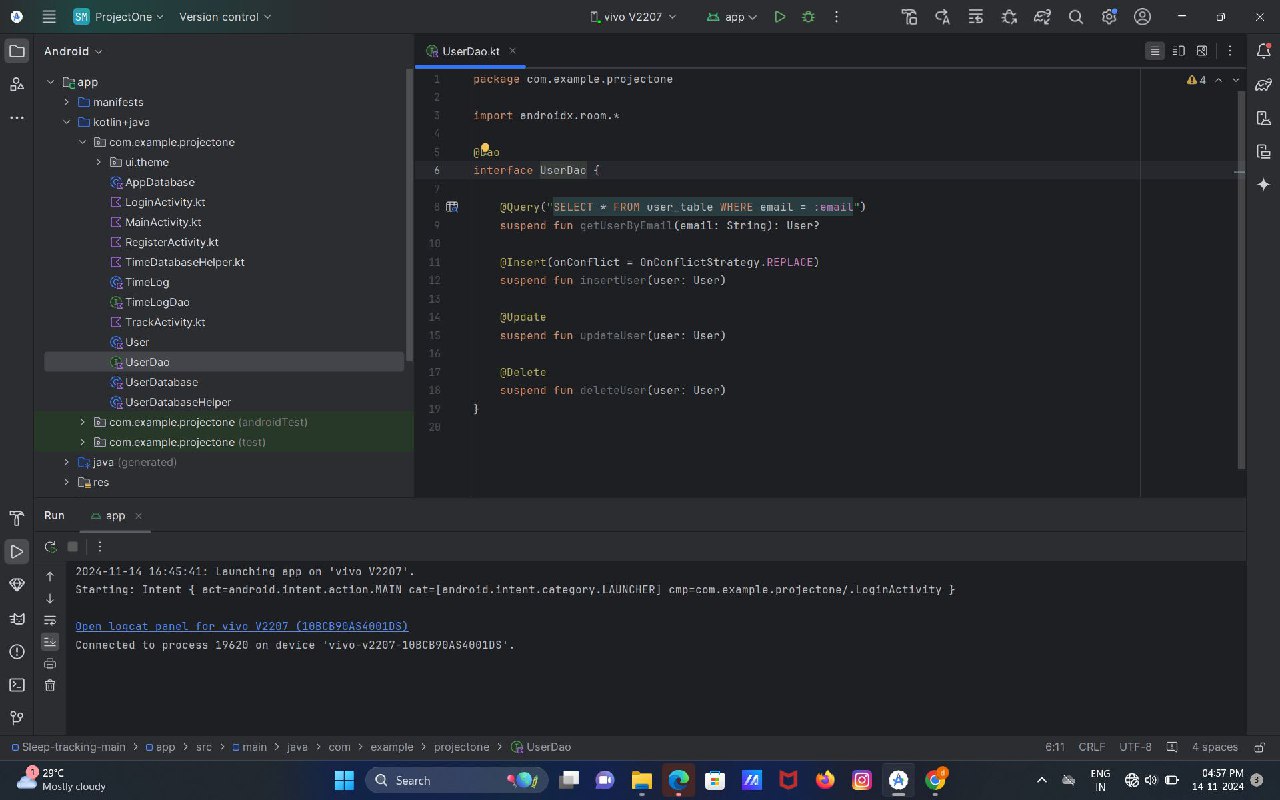 SM ProjectOne Version control vivo V2207 app
Android
UserDao.kt
app
manifests
kotlin+java
com.example.projectone
ui.theme
AppDatabase
LoginActivity.kt
MainActivity.kt
RegisterActivity.kt
TimeDatabaseHelper.kt
TimeLog
TimeLogDao
TrackActivity.kt
User
UserDao
UserDatabase
UserDatabaseHelper
com.example.projectone (androidTest)
com.example.projectone (test)
java (generated)
res
4
1 package com.example.projectone
2
3 import androidx.room.*
4
5 @Dao
6 interface UserDao {
7
8 @Query("SELECT * FROM user_table WHERE email = :email")
9 suspend fun getUserByEmail(email: String): User?
10
11 @Insert(onConflict = OnConflictStrategy.REPLACE)
12 suspend fun insertUser(user: User)
13
14 @Update
15 suspend fun updateUser(user: User)
16
17 @Delete
18 suspend fun deleteUser(user: User)
19 }
20
Run app
2024-11-14 16:45:41: Launching app on 'vivo V2207'.
Starting: Intent { act=android.intent.action.MAIN cat=[android.intent.category.LAUNCHER] cmp=com.example.projectone/.LoginActivity }
Open logcat panel for vivo V2207 (10BCB90AS4001DS)
Connected to process 19620 on device 'vivo-v2207-10BCB90AS4001DS'.
Sleep-tracking-main > app > src > main > java > com > example > projectone > UserDao 6:11 CRLF UTF-8 4 spaces
1
29°C
Mostly cloudy
Search
ENG
IN
04:57 PM
14-11-2024
3